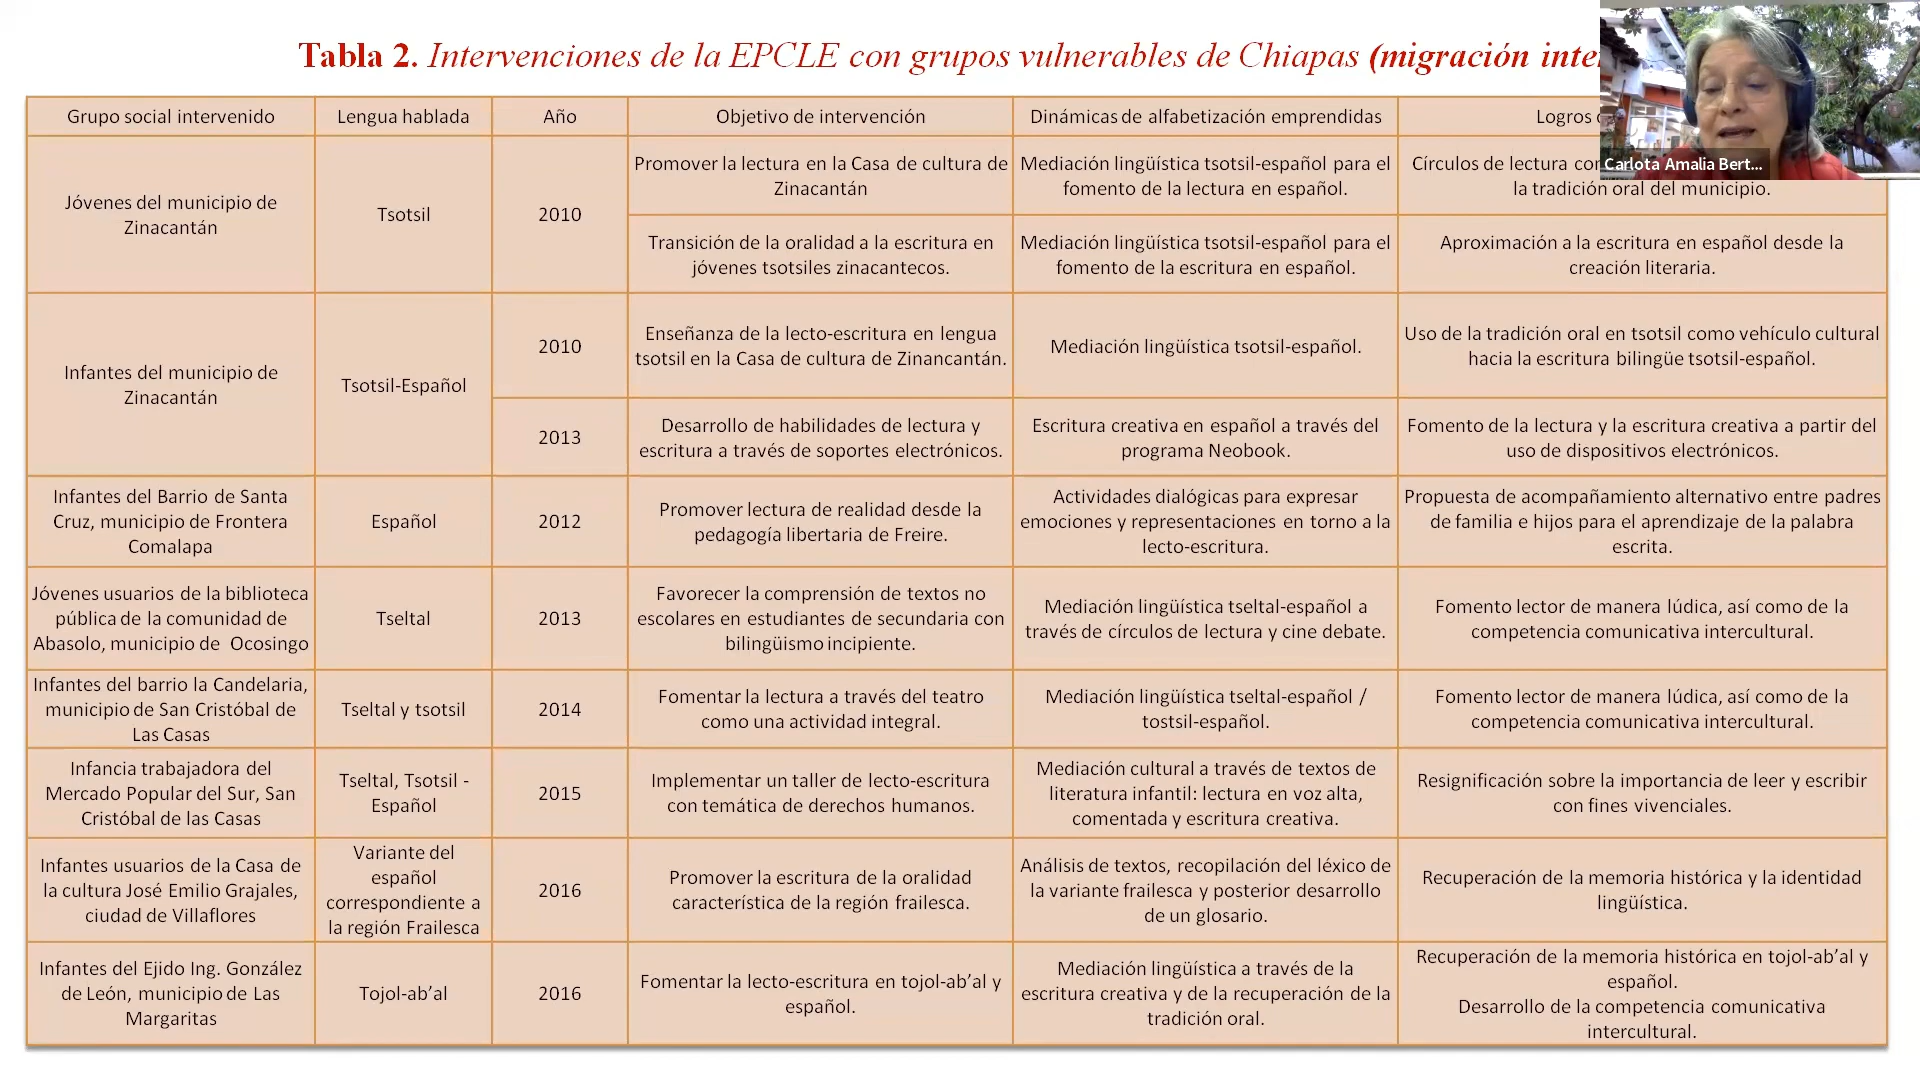 Tabla 2. Intervenciones de la EPCLE con grupos vulnerables de Chiapas (migración
Carlota Amalia Bert...
Grupo social intervenido
Lengua hablada
Año
Objetivo de intervención
Dinámicas de alfabetización emprendidas
Logros
Jóvenes del municipio de
Zinacantán
Tsotsil
2010
Promover la lectura en la Casa de cultura de
Zinacantán
Mediación lingüística tsotsil-español para el
fomento de la lectura en español.
Círculos de lectura
la tradición oral del municipio.
Transición de la oralidad a la escritura en
jóvenes tsotsiles zinacantecos.
Mediación lingüística tsotsil-español para el
fomento de la escritura en español.
Aproximación a la escritura en español desde la
creación literaria.
Infantes del municipio de
Zinacantán
Tsotsil-Español
2010
Enseñanza de la lecto-escritura en lengua
tsotsil en la Casa de cultura de Zinancantán.
Mediación lingüística tsotsil-español.
Uso de la tradición oral en tsotsil como vehículo cultural
hacia la escritura bilingüe tsotsil-español.
2013
Desarrollo de habilidades de lectura y
escritura a través de soportes electrónicos.
Escritura creativa en español a través del
programa Neobook.
Fomento de la lectura y la escritura creativa a partir del
uso de dispositivos electrónicos.
Infantes del Barrio de Santa
Cruz, municipio de Frontera
Comalapa
Español
2012
Promover lectura de realidad desde la
pedagogía libertaria de Freire.
Actividades dialógicas para expresar
emociones y representaciones en torno a la
lecto-escritura.
Propuesta de acompañamiento alternativo entre padres
de familia e hijos para el aprendizaje de la palabra
escrita.
Jóvenes usuarios de la biblioteca
pública de la comunidad de
Abasolo, municipio de Ocosingo
Tseltal
2013
Favorecer la comprensión de textos no
escolares en estudiantes de secundaria con
bilingüismo incipiente.
Mediación lingüística tseltal-español a
través de círculos de lectura y cine debate.
Fomento lector de manera lúdica, así como de la
competencia comunicativa intercultural.
Infantes del barrio la Candelaria,
municipio de San Cristóbal de
Las Casas
Tseltal y tsotsil
2014
Fomentar la lectura a través del teatro
como una actividad integral.
Mediación lingüística tseltal-español /
tostsil-español.
Fomento lector de manera lúdica, así como de la
competencia comunicativa intercultural.
Infancia trabajadora del
Mercado Popular del Sur, San
Cristóbal de las Casas
Tseltal, Tsotsil -
Español
2015
Implementar un taller de lecto-escritura
con temática de derechos humanos.
Mediación cultural a través de textos de
literatura infantil: lectura en voz alta,
comentada y escritura creativa.
Resignificación sobre la importancia de leer y escribir
con fines vivenciales.
Infantes usuarios de la Casa de
la cultura José Emilio Grajales,
ciudad de Villaflores
Variante del
español
correspondiente a
la región Frailesca
2016
Promover la escritura de la oralidad
característica de la región frailesca.
Análisis de textos, recopilación del léxico de
la variante frailesca y posterior desarrollo
de un glosario.
Recuperación de la memoria histórica y la identidad
lingüística.
Infantes del Ejido Ing. González
de León, municipio de Las
Margaritas
Tojol-ab’al
2016
Fomentar la lecto-escritura en tojol-ab’al y
español.
Mediación lingüística a través de la
escritura creativa y de la recuperación de la
tradición oral.
Recuperación de la memoria histórica en tojol-ab’al y
español.
Desarrollo de la competencia comunicativa
intercultural.